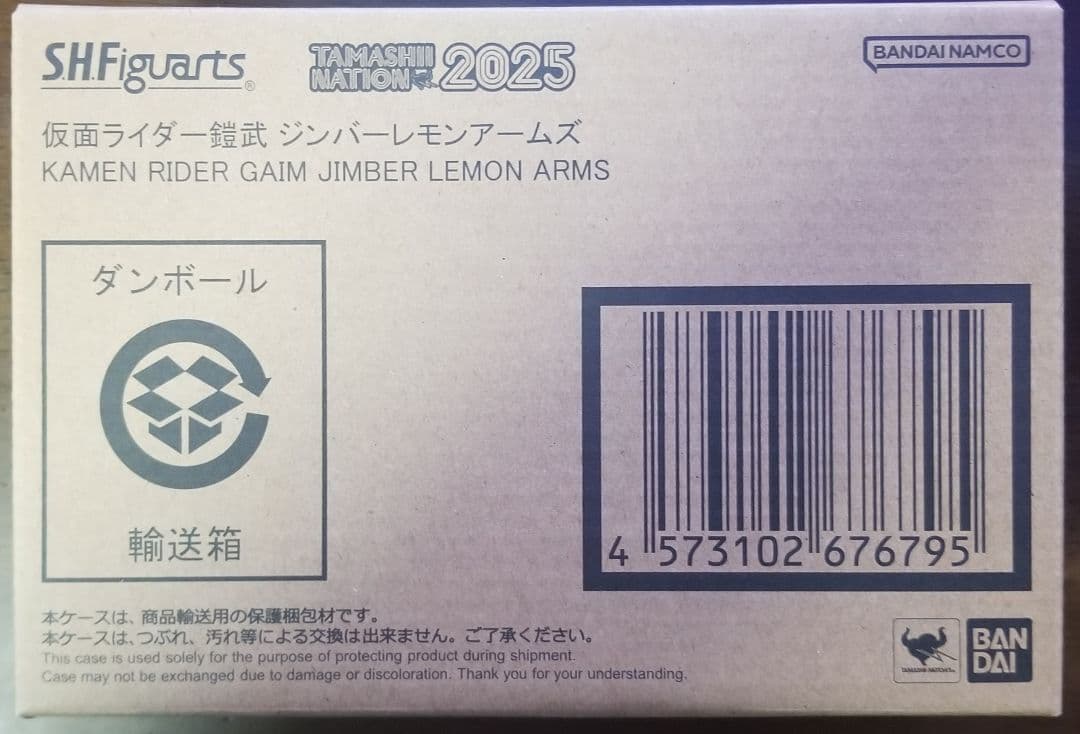 S.H.Figuarts®
TAMASHII NATION 2025
BANDAI NAMCO
仮面ライダー鎧武 ジンバーレモンアームズ
KAMEN RIDER GAIM JIMBER LEMON ARMS
ダンボール
輸送箱
4 573102 676795
本ケースは、商品輸送用の保護梱包材です。
本ケースは、つぶれ、汚れ等による交換は出来ません。ご了承ください。
This case is used solely for the purpose of protecting product during shipment.
Case may not be exchanged due to damage or discoloration. Thank you for your understanding.
TAMASHII NATIONS
BAN
DAI